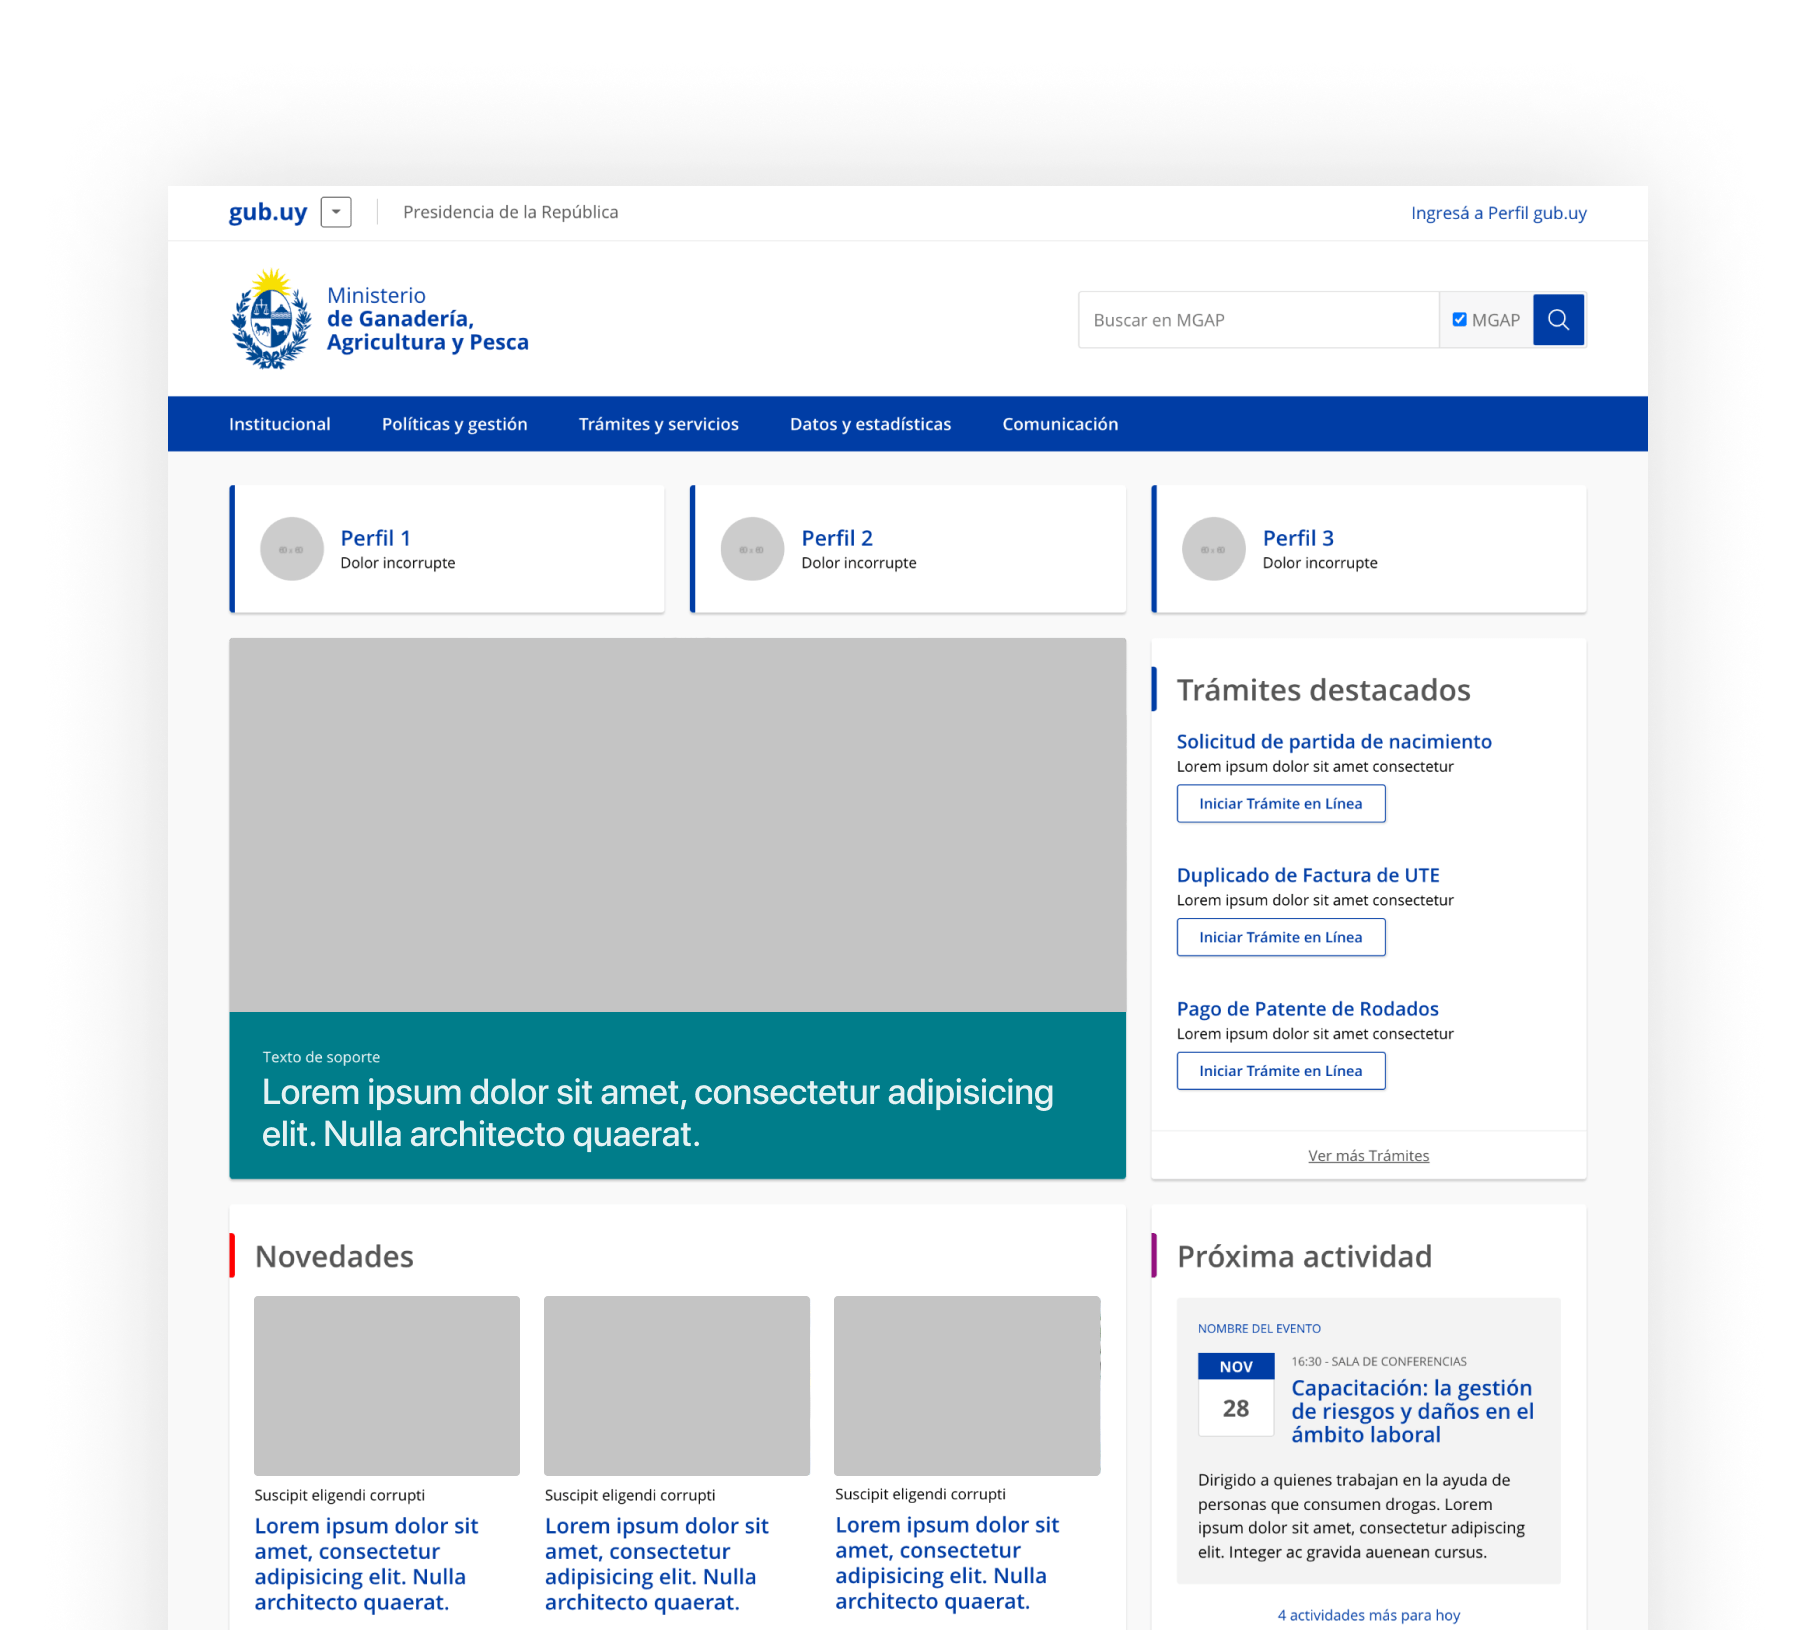 gub.uy
Presidencia de la República
Ingresá a Perfil gub.uy
Ministerio
de Ganadería,
Agricultura y Pesca
Buscar en MGAP
MGAP
Institucional
Políticas y gestión
Trámites y servicios
Datos y estadísticas
Comunicación
Perfil 1
Dolor incorrupte
Perfil 2
Dolor incorrupte
Perfil 3
Dolor incorrupte
Texto de soporte
Lorem ipsum dolor sit amet, consectetur adipisicing
elit. Nulla architecto quaerat.
Trámites destacados
Solicitud de partida de nacimiento
Lorem ipsum dolor sit amet consectetur
Iniciar Trámite en Línea
Duplicado de Factura de UTE
Lorem ipsum dolor sit amet consectetur
Iniciar Trámite en Línea
Pago de Patente de Rodados
Lorem ipsum dolor sit amet consectetur
Iniciar Trámite en Línea
Ver más Trámites
Novedades
Suscipit eligendi corrupti
Lorem ipsum dolor sit
amet, consectetur
adipisicing elit. Nulla
architecto quaerat.
Suscipit eligendi corrupti
Lorem ipsum dolor sit
amet, consectetur
adipisicing elit. Nulla
architecto quaerat.
Suscipit eligendi corrupti
Lorem ipsum dolor sit
amet, consectetur
adipisicing elit. Nulla
architecto quaerat.
Próxima actividad
NOMBRE DEL EVENTO
NOV
28
16:30 - SALA DE CONFERENCIAS
Capacitación: la gestión
de riesgos y daños en el
ámbito laboral
Dirigido a quienes trabajan en la ayuda de
personas que consumen drogas. Lorem
ipsum dolor sit amet, consectetur adipiscing
elit. Integer ac gravida auenean cursus.
4 actividades más para hoy